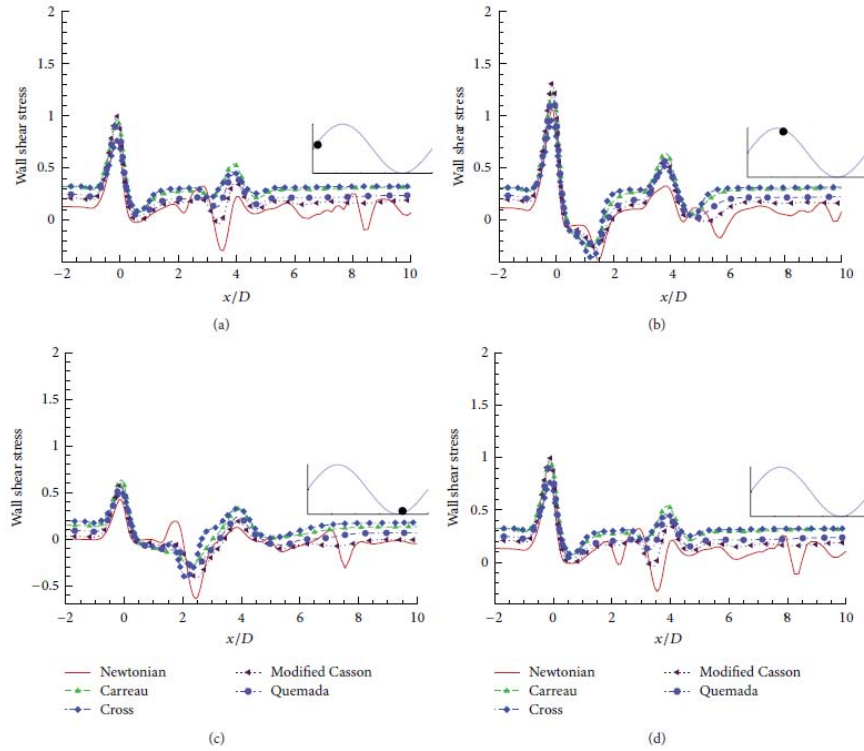 2
1.5
1
0.5
0
Wall shear stress
−2 0 2 4 6 8 10
x/D
(a)
2
1.5
1
0.5
0
Wall shear stress
−2 0 2 4 6 8 10
x/D
(b)
2
1.5
1
0.5
0
−0.5
Wall shear stress
−2 0 2 4 6 8 10
x/D
Newtonian
Carreau
Cross
Modified Casson
Quemada
(c)
2
1.5
1
0.5
0
Wall shear stress
−2 0 2 4 6 8 10
x/D
Newtonian
Carreau
Cross
Modified Casson
Quemada
(d)